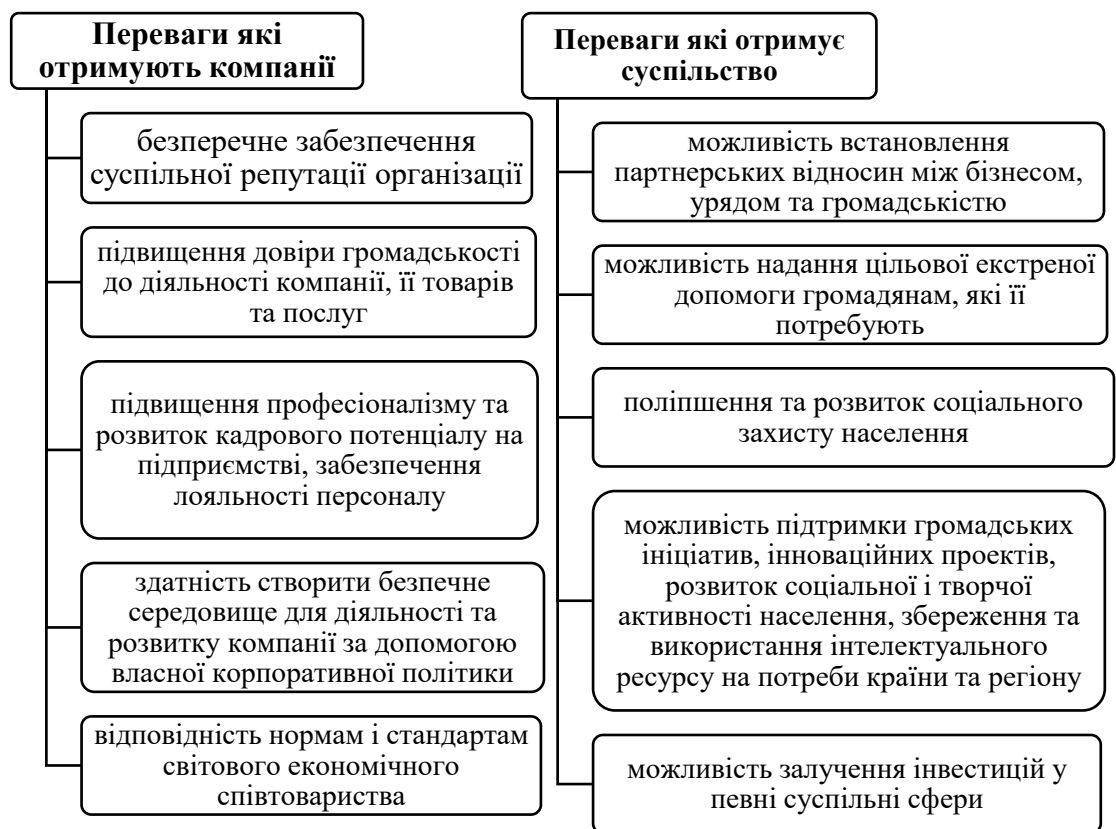 Переваги які
отримують компанії
безперечне забезпечення
суспільної репутації організації
підвищення довіри громадськості
до діяльності компанії, її товарів
та послуг
підвищення професіоналізму та
розвиток кадрового потенціалу на
підприємстві, забезпечення
лояльності персоналу
здатність створити безпечне
середовище для діяльності та
розвитку компанії за допомогою
власної корпоративної політики
відповідність нормам і стандартам
світового економічного
співтовариства
Переваги які отримує
суспільство
можливість встановлення
партнерських відносин між бізнесом,
урядом та громадськістю
можливість надання цільової екстреної
допомоги громадянам, які її
потребують
поліпшення та розвиток соціального
захисту населення
можливість підтримки громадських
ініціатив, інноваційних проектів,
розвиток соціальної і творчої
активності населення, збереження та
використання інтелектуального
ресурсу на потреби країни та регіону
можливість залучення інвестицій у
певні суспільні сфери